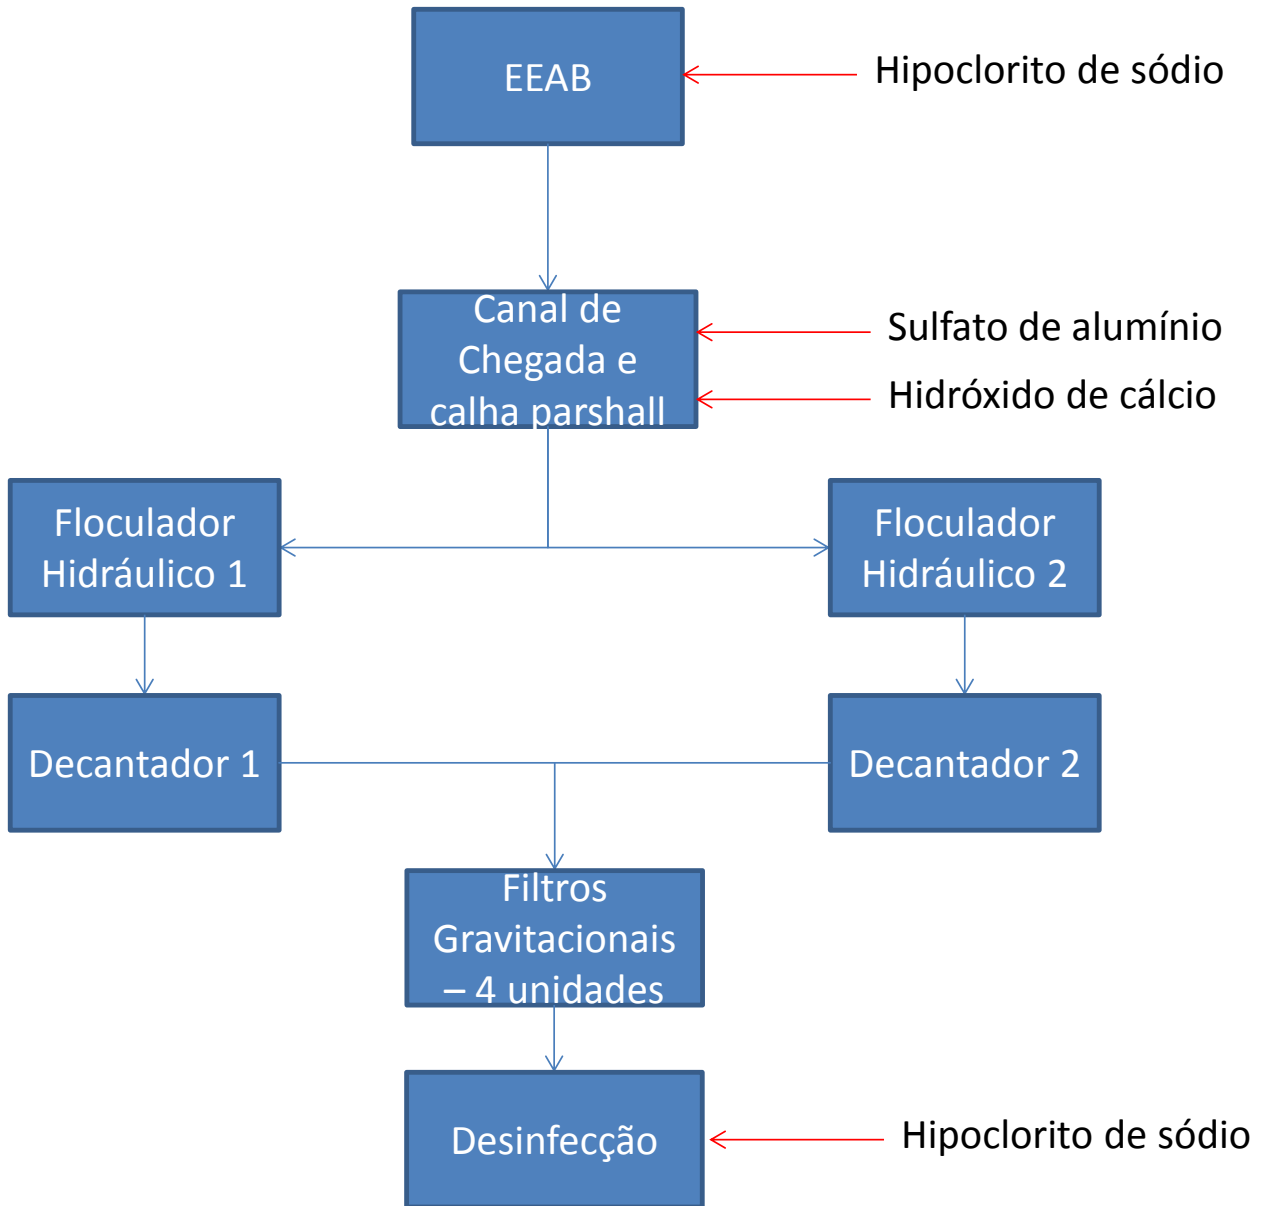 EEAB
Hipoclorito de sódio
Canal de
Chegada e
calha parshall
Sulfato de alumínio
Hidróxido de cálcio
Floculador
Hidráulico 1
Floculador
Hidráulico 2
Decantador 1
Decantador 2
Filtros
Gravitacionais
– 4 unidades
Desinfecção
Hipoclorito de sódio